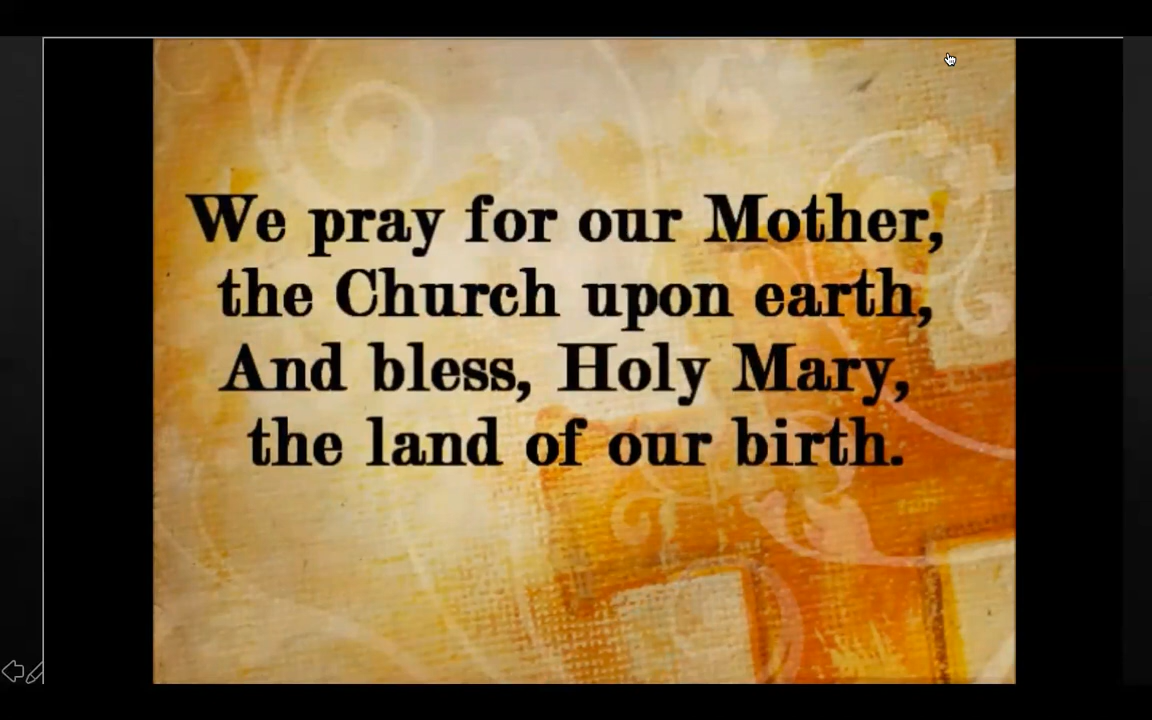 We pray for our Mother,
the Church upon earth,
And bless, Holy Mary,
the land of our birth.